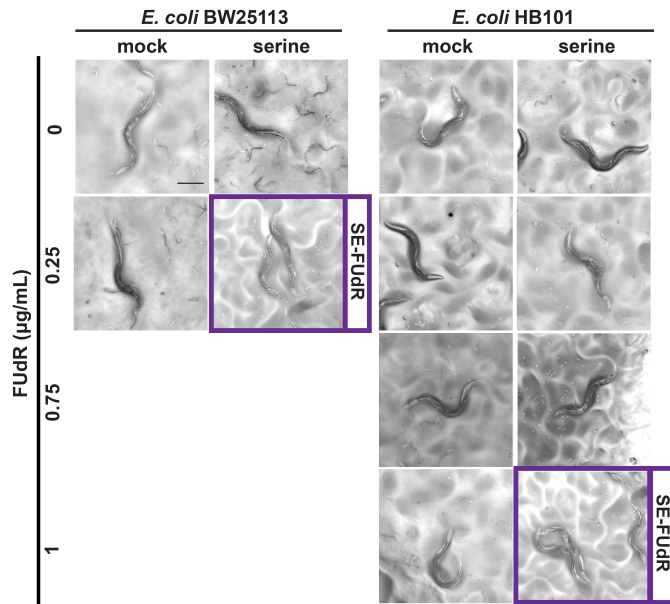 E. coli BW25113
E. coli HB101
mock
serine
mock
serine
FUdR (µg/mL)
0
0.25
SE-FUdR
0.75
1
SE-FUdR